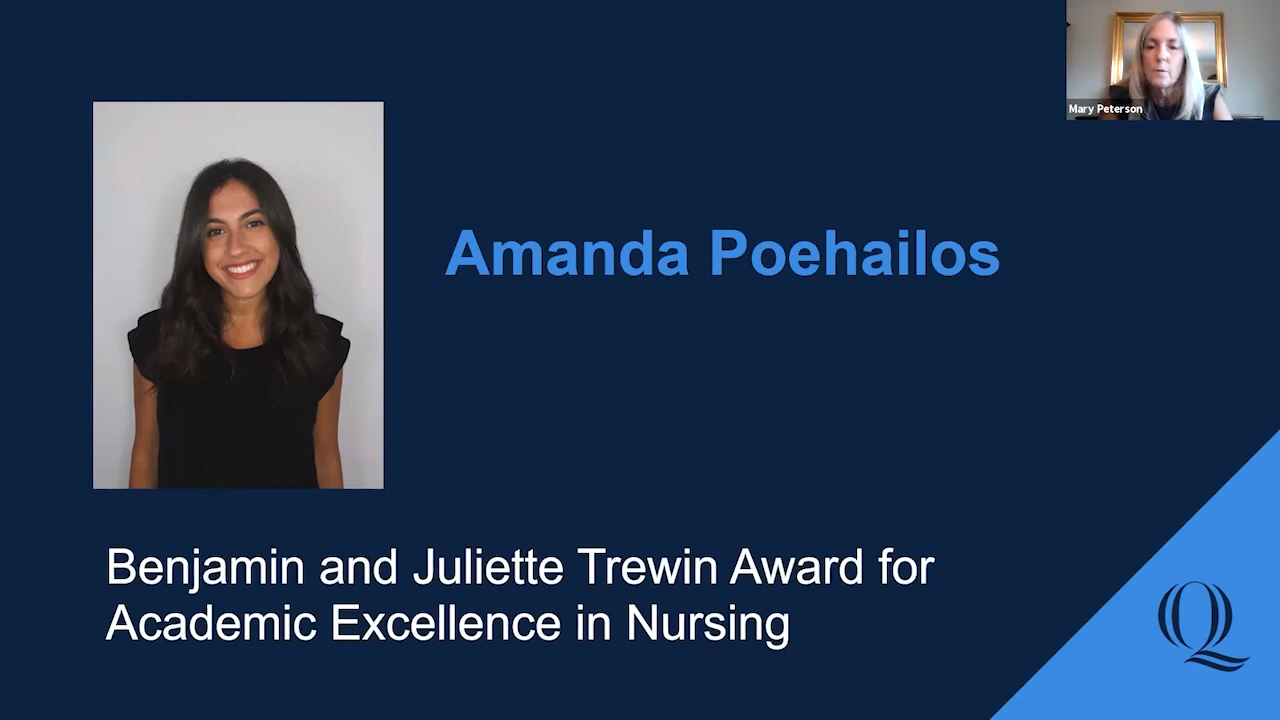 Mary Peterson
Amanda Poehailos
Benjamin and Juliette Trewin Award for
Academic Excellence in Nursing
Q